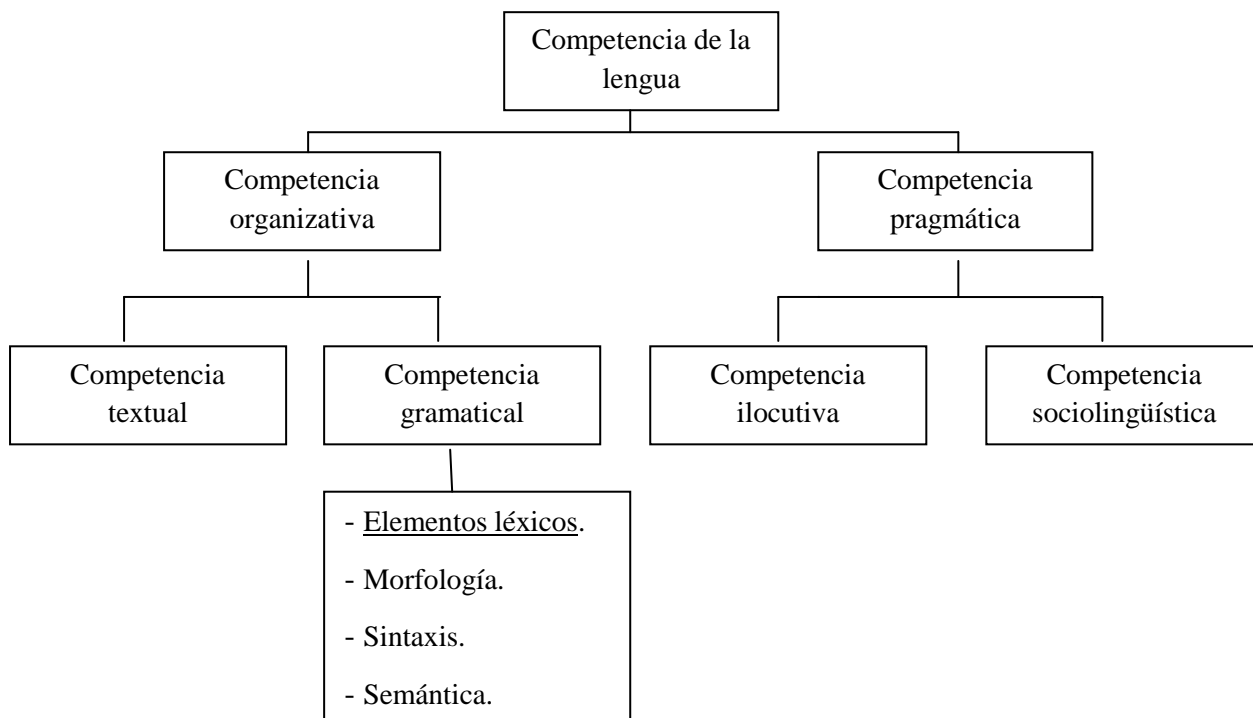 Competencia de la
lengua
Competencia
organizativa
Competencia
pragmática
Competencia
textual
Competencia
gramatical
Competencia
ilocutiva
Competencia
sociolingüística
- Elementos léxicos.
- Morfología.
- Sintaxis.
- Semántica.